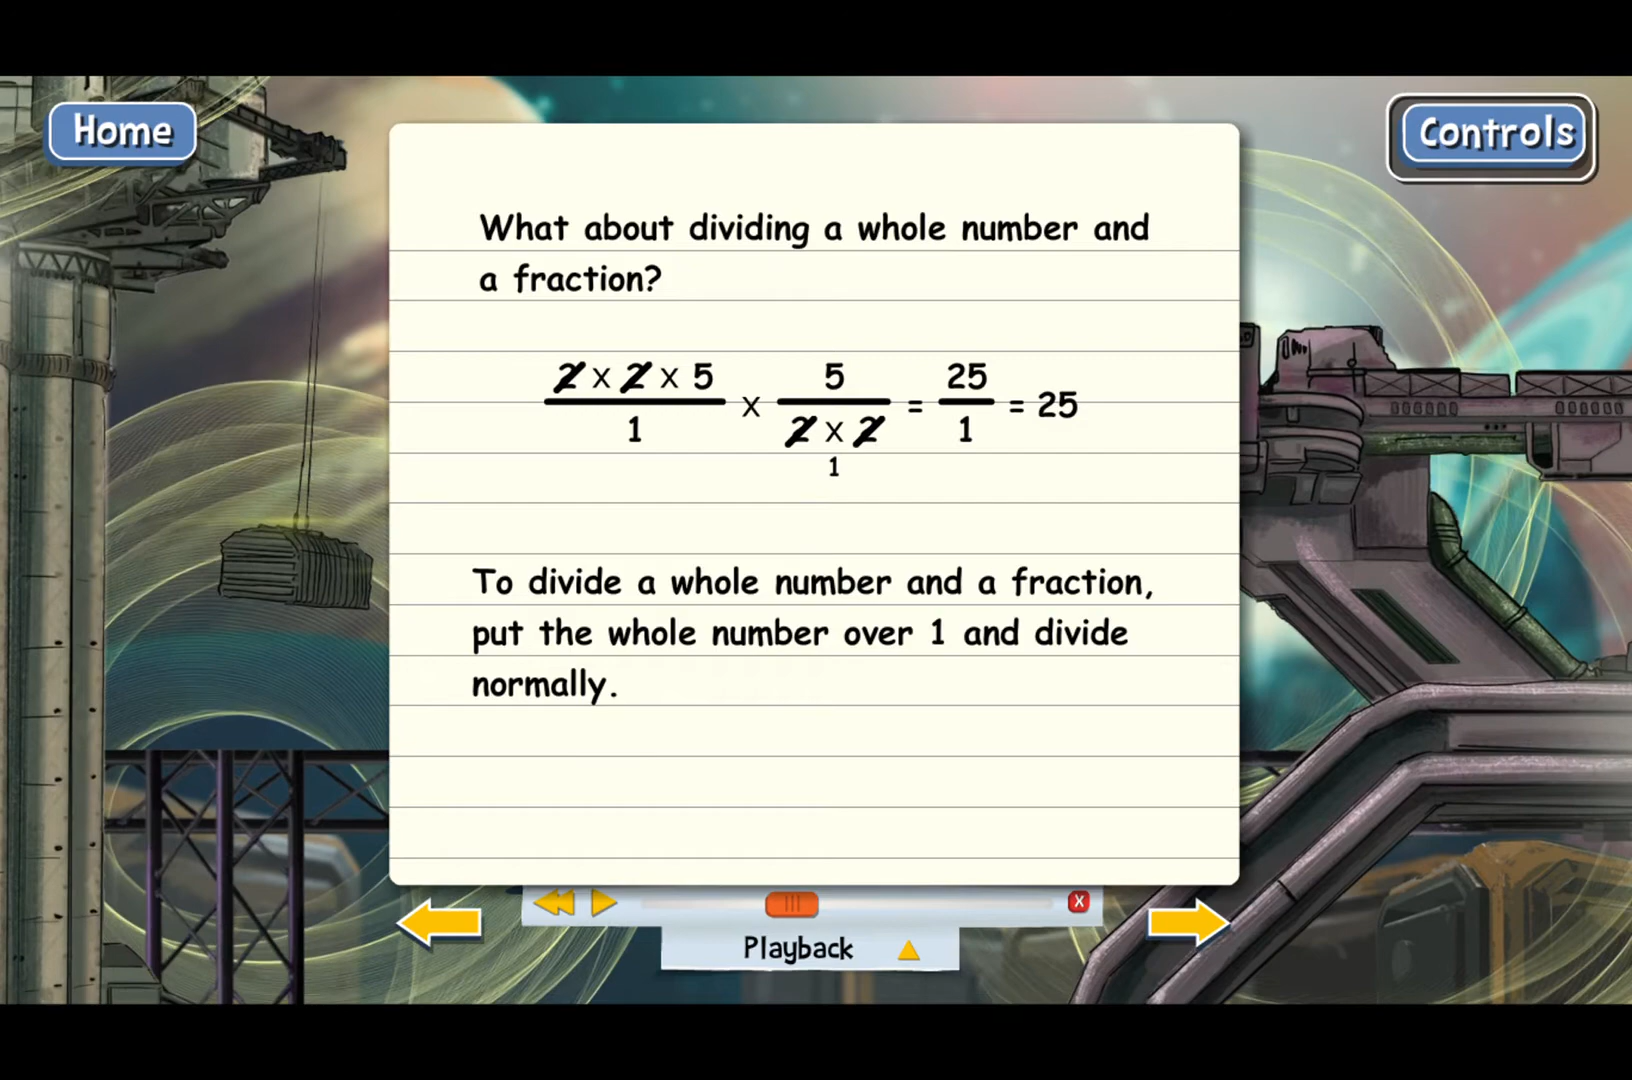 Home
Controls
What about dividing a whole number and
a fraction?
2 x 2 x 5 / 1 x 5 / 2 x 2 = 25 / 1 = 25
1
To divide a whole number and a fraction,
put the whole number over 1 and divide
normally.
X
Playback